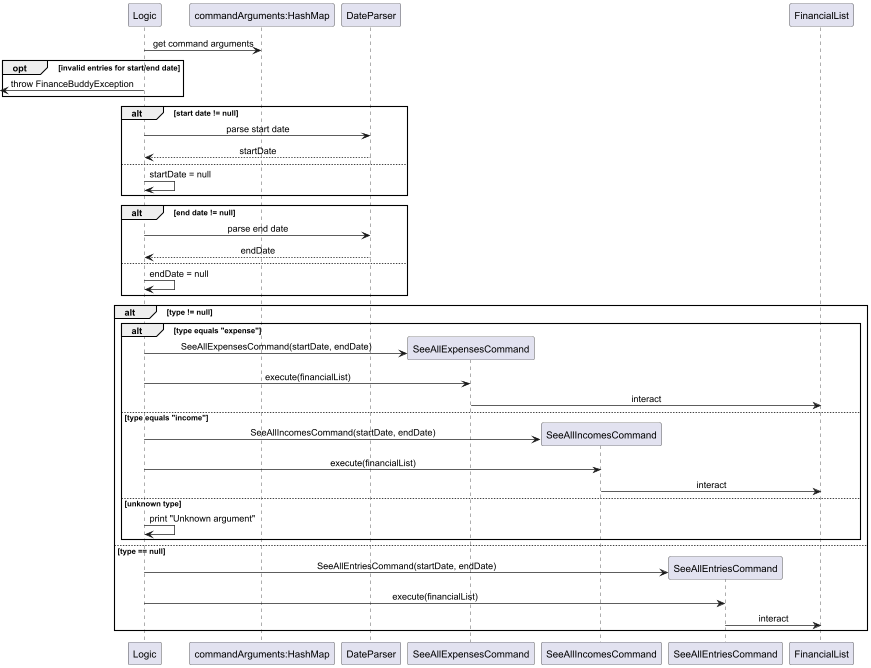 Logic
commandArguments:HashMap
DateParser
FinancialList
get command arguments
opt
[invalid entries for start/end date]
throw FinanceBuddyException
alt
[start date != null]
parse start date
startDate
startDate = null
alt
[end date != null]
parse end date
endDate
endDate = null
alt
[type != null]
alt
[type equals "expense"}
SeeAllExpensesCommand(startDate, endDate)
SeeAllExpensesCommand
execute(financialList)
interact
[type equals "income"]
SeeAllIncomesCommand(startDate, endDate)
SeeAllIncomesCommand
execute(financialList)
interact
[unknown type]
print "Unknown argument"
[type == null]
SeeAllEntriesCommand(startDate, endDate)
SeeAllEntriesCommand
execute(financialList)
interact
Logic
commandArguments:HashMap
DateParser
SeeAllExpensesCommand
SeeAllIncomesCommand
SeeAllEntriesCommand
FinancialList